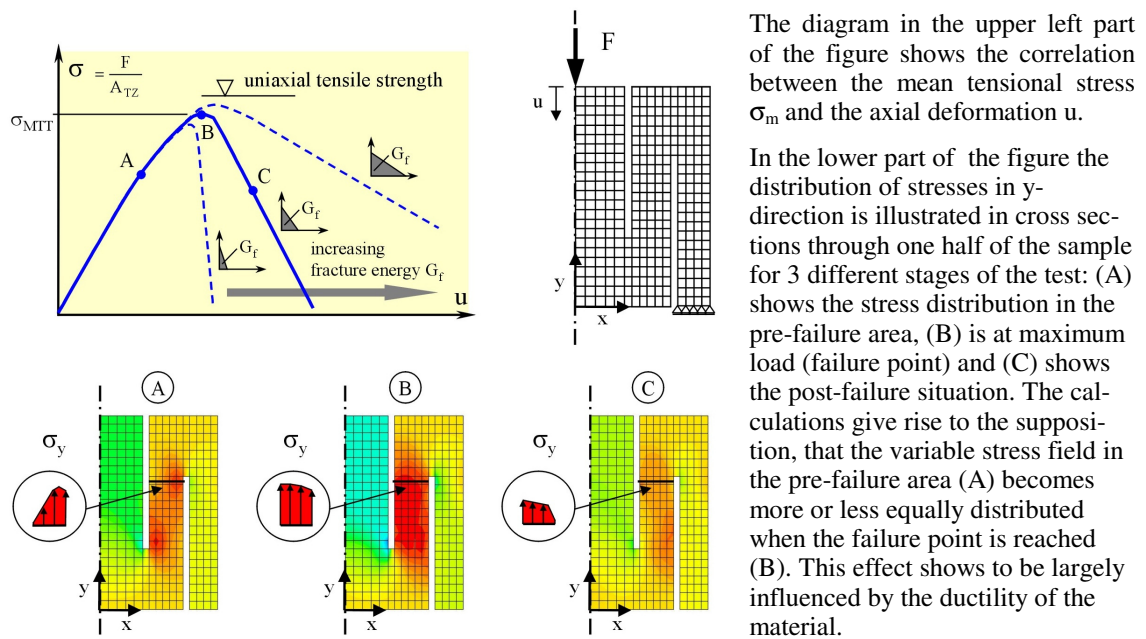 σ = F / A_TZ
uniaxial tensile strength
σ_MTT
A
B
C
G_f
G_f
G_f
increasing
fracture energy G_f
u
F
u
y
x
The diagram in the upper left part
of the figure shows the correlation
between the mean tensional stress
σ_m and the axial deformation u.
In the lower part of the figure the
distribution of stresses in y-
direction is illustrated in cross sec-
tions through one half of the sample
for 3 different stages of the test: (A)
shows the stress distribution in the
pre-failure area, (B) is at maximum
load (failure point) and (C) shows
the post-failure situation. The cal-
culations give rise to the supposi-
tion, that the variable stress field in
the pre-failure area (A) becomes
more or less equally distributed
when the failure point is reached
(B). This effect shows to be largely
influenced by the ductility of the
material.
A
σ_y
y
x
B
σ_y
y
x
C
σ_y
y
x